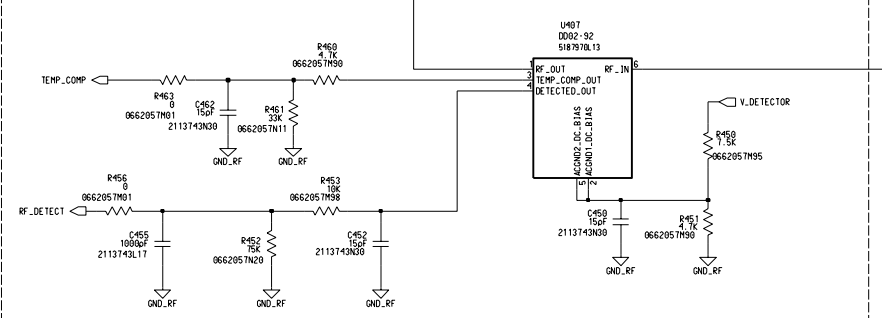 U407
DD02-92
5187970L13
1
RF_OUT
RF_IN
6
3
TEMP_COMP_OUT
4
DETECTED_OUT
ACGND2_DC_BIAS
ACGND1_DC_BIAS
5
2
TEMP_COMP
R463
0
0662057M01
C462
15pF
2113743N30
GND_RF
R461
33K
0662057N11
GND_RF
R460
4.7K
0662057M90
V_DETECTOR
R450
7.5K
0662057M95
C450
15pF
2113743N30
GND_RF
R451
4.7K
0662057M90
GND_RF
RF_DETECT
R456
0
0662057M01
C455
1000pF
2113743L17
GND_RF
R452
75K
0662057N20
GND_RF
R453
10K
0662057M98
C452
15pF
2113743N30
GND_RF